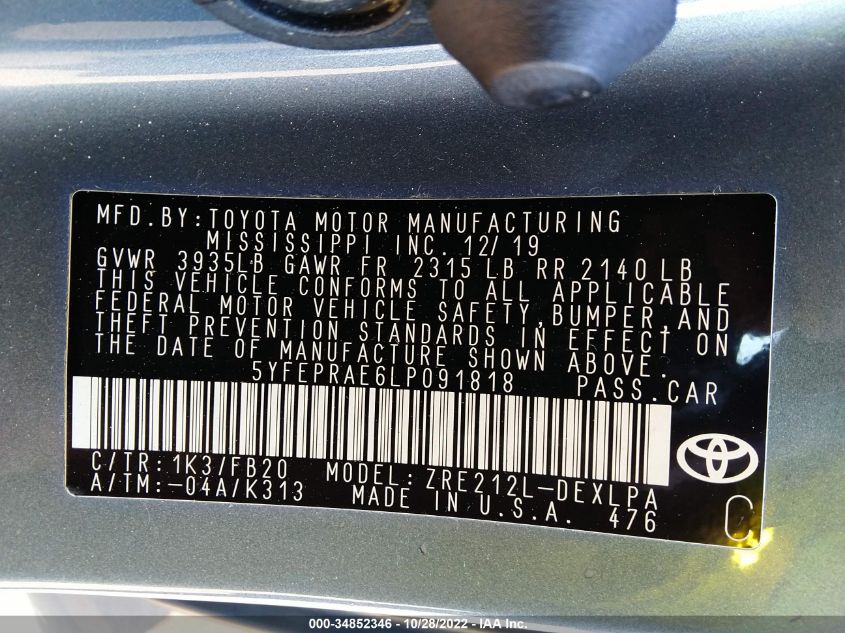 MFD.BY:TOYOTA MOTOR MANUFACTURING
MISSISSIPPI INC. 12/19
GVWR 3935LB GAWR FR 2315 LB RR 2140 LB
THIS VEHICLE CONFORMS TO ALL APPLICABLE
FEDERAL MOTOR VEHICLE SAFETY,BUMPER,AND
THEFT PREVENTION STANDARDS IN EFFECT ON
THE DATE OF MANUFACTURE SHOWN ABOVE.
5YFEPRAE6LP091818 PASS.CAR
C/TR:1K3/FB20 MODEL:ZRE212L-DEXLPA
A/TM:-04A/K313 MADE IN U.S.A. 476
C
000-34852346 - 10/28/2022 - IAA Inc.